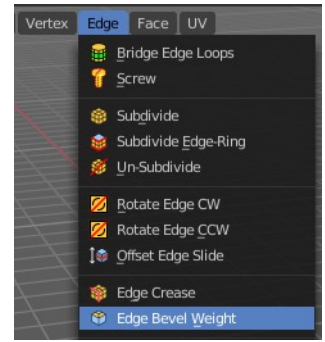 Vertex Edge Face UV
Bridge Edge Loops
Screw
Subdivide
Subdivide Edge-Ring
Un-Subdivide
Rotate Edge CW
Rotate Edge CCW
Offset Edge Slide
Edge Crease
Edge Bevel Weight